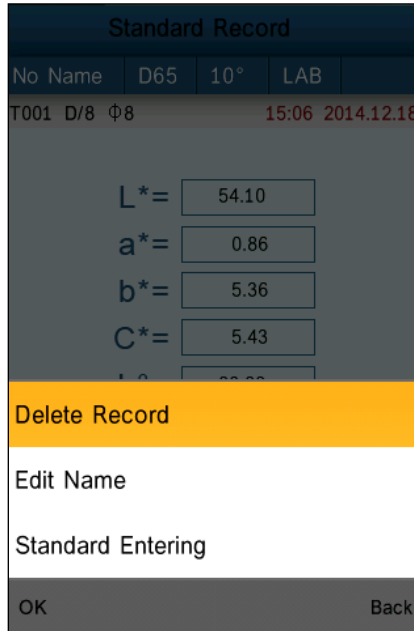 Standard Record
No Name D65 10° LAB
T001 D/8 Φ8 15:06 2014.12.18
L*= 54.10
a*= 0.86
b*= 5.36
C*= 5.43
Delete Record
Edit Name
Standard Entering
OK Back